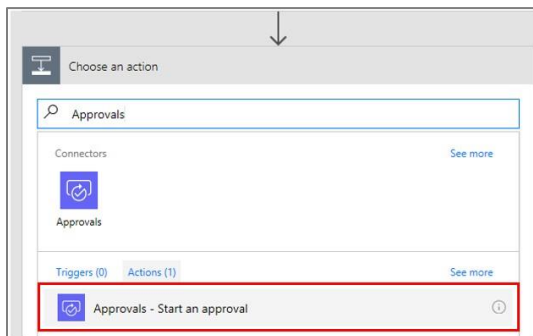 Choose an action
Approvals
Connectors See more
Approvals
Triggers (0) Actions (1) See more
Approvals - Start an approval